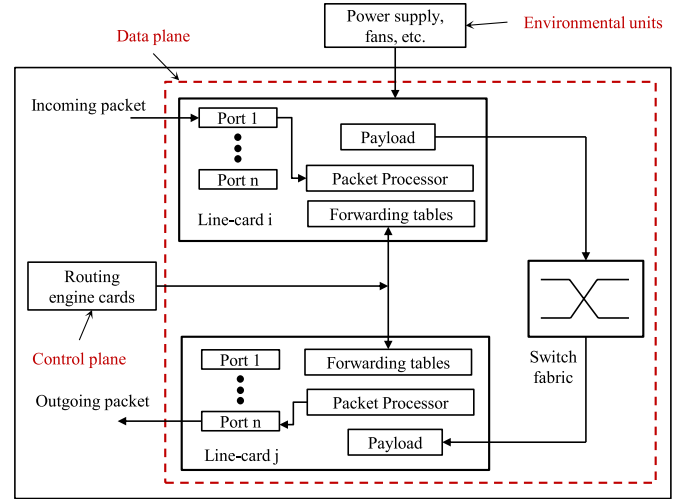 Power supply,
fans, etc.
Environmental units
Data plane
Incoming packet
Port 1
Payload
Port n
Packet Processor
Line-card i
Forwarding tables
Routing
engine cards
Control plane
Switch
fabric
Port 1
Forwarding tables
Packet Processor
Outgoing packet
Port n
Payload
Line-card j